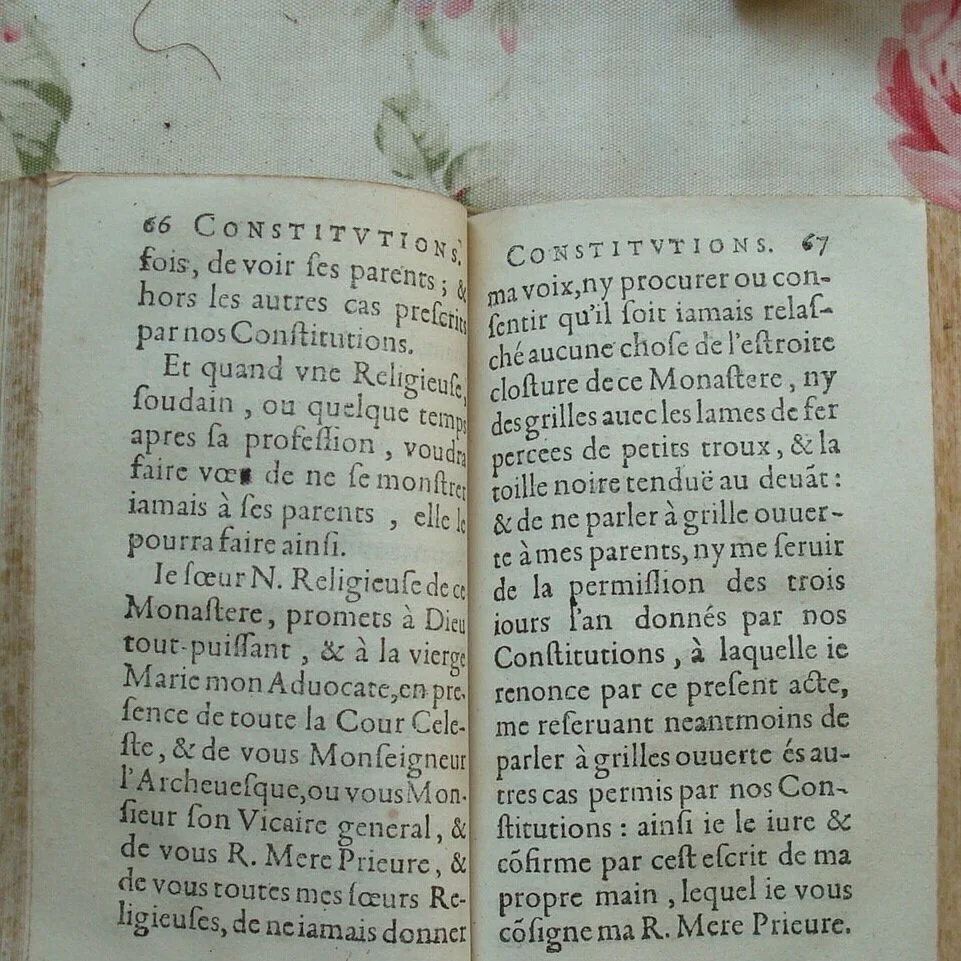 66 CONSTITVTIONS.
fois, de voir ſes parents ; &
hors les autres cas preſcrits
par nos Conſtitutions.
Et quand vne Religieuſe,
ſoudain , ou quelque temps
apres ſa profeſſion , voudra
faire vœu de ne ſe monſtrer
iamais à ſes parents , elle le
pourra faire ainſi.
Ie ſœur N. Religieuſe de ce
Monaſtere, promets à Dieu
tout-puiſſant , & à la vierge
Marie mon Aduocate, en pre-
ſence de toute la Cour Cele-
ſte, & de vous Monſeigneur
l'Archeueſque, ou vous Mon-
ſieur ſon Vicaire general, &
de vous R. Mere Prieure, &
de vous toutes mes ſœurs Re-
ligieuſes, de ne iamais donner
CONSTITVTIONS. 67
ma voix, ny procurer ou con-
ſentir qu'il ſoit iamais relaſ-
ché aucune choſe de l'eſtroite
cloſture de ce Monaſtere , ny
des grilles auec les lames de fer
percées de petits troux, & la
toille noire tenduë au deuãt :
& de ne parler à grille ouuer-
te à mes parents, ny me ſeruir
de la permiſſion des trois
iours l'an donnés par nos
Conſtitutions , à laquelle ie
renonce par ce preſent acte,
me reſeruant neantmoins de
parler à grilles ouuerte és au-
tres cas permis par nos Con-
ſtitutions : ainſi ie le iure &
cõfirme par ceſt eſcrit de ma
propre main , lequel ie vous
cõſigne ma R. Mere Prieure.